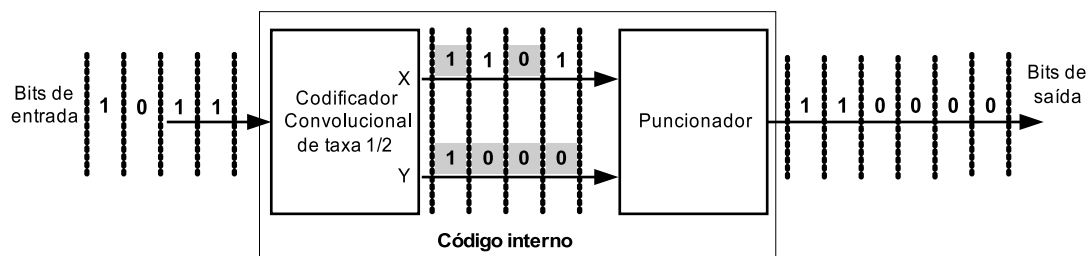 Bits de
entrada
1 0 1 1
Codificador
Convolucional
de taxa 1/2
X
Y
1 1 0 1
1 0 0 0
Puncionador
1 1 0 0 0 0
Bits de
saída
Código interno